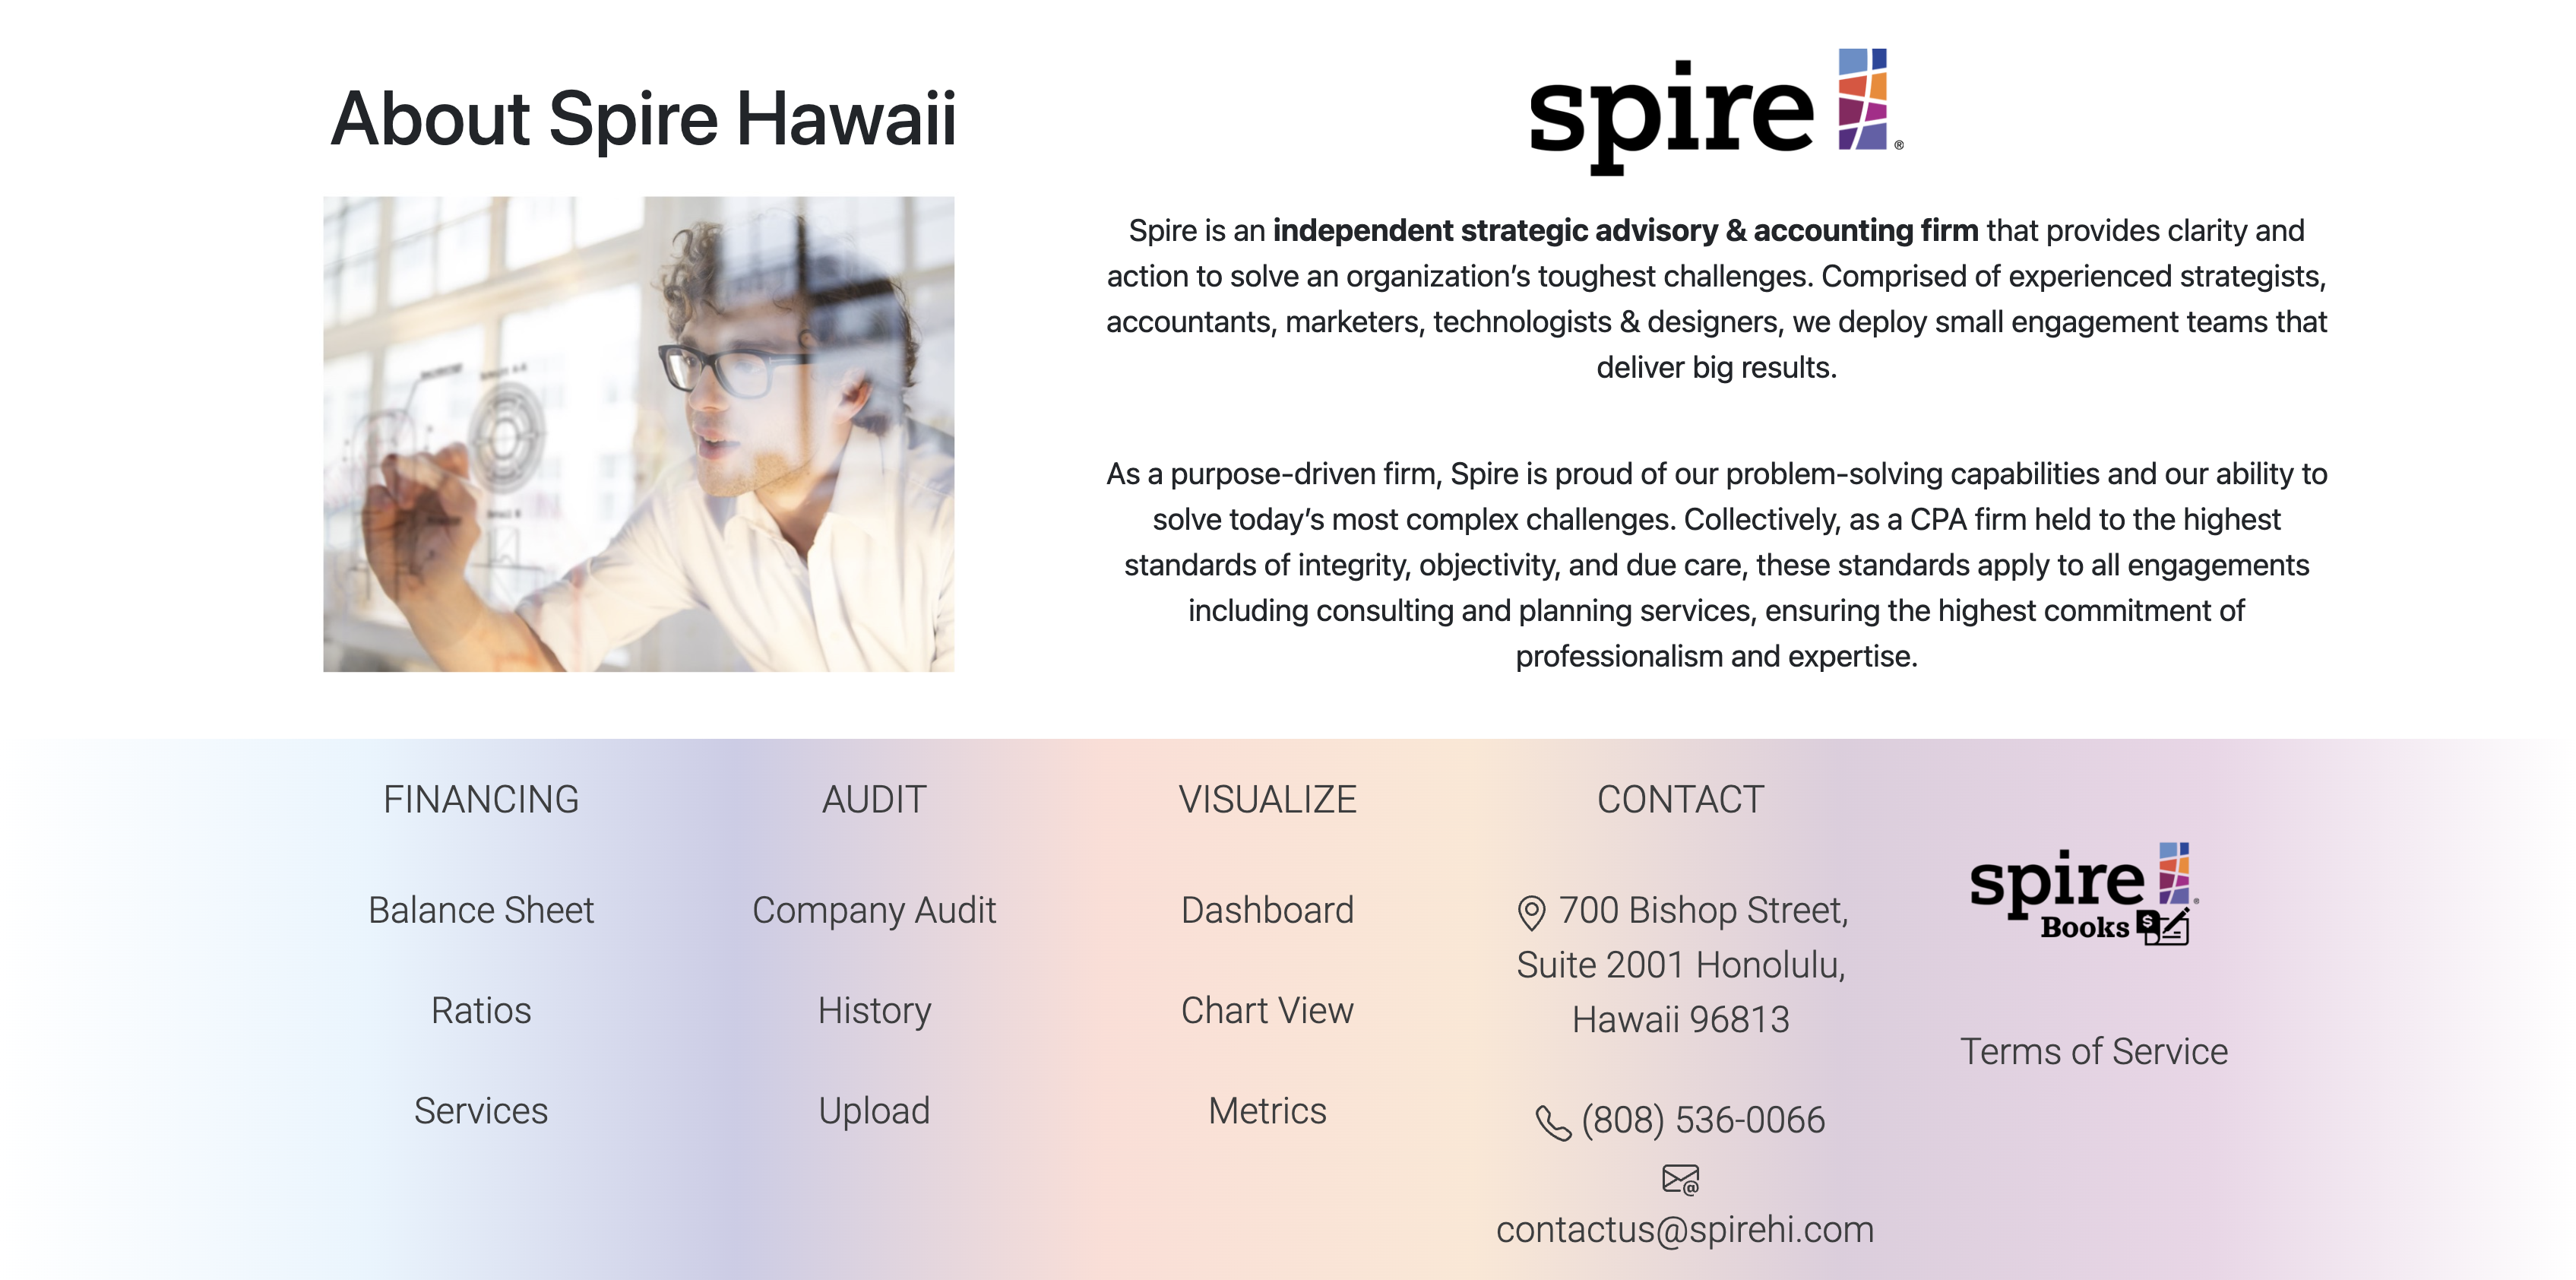 About Spire Hawaii
spire
®
Spire is an independent strategic advisory & accounting firm that provides clarity and
action to solve an organization’s toughest challenges. Comprised of experienced strategists,
accountants, marketers, technologists & designers, we deploy small engagement teams that
deliver big results.
As a purpose-driven firm, Spire is proud of our problem-solving capabilities and our ability to
solve today’s most complex challenges. Collectively, as a CPA firm held to the highest
standards of integrity, objectivity, and due care, these standards apply to all engagements
including consulting and planning services, ensuring the highest commitment of
professionalism and expertise.
FINANCING
Balance Sheet
Ratios
Services
AUDIT
Company Audit
History
Upload
VISUALIZE
Dashboard
Chart View
Metrics
CONTACT
700 Bishop Street,
Suite 2001 Honolulu,
Hawaii 96813
(808) 536-0066
contactus@spirehi.com
spire
®
Books
$
Terms of Service